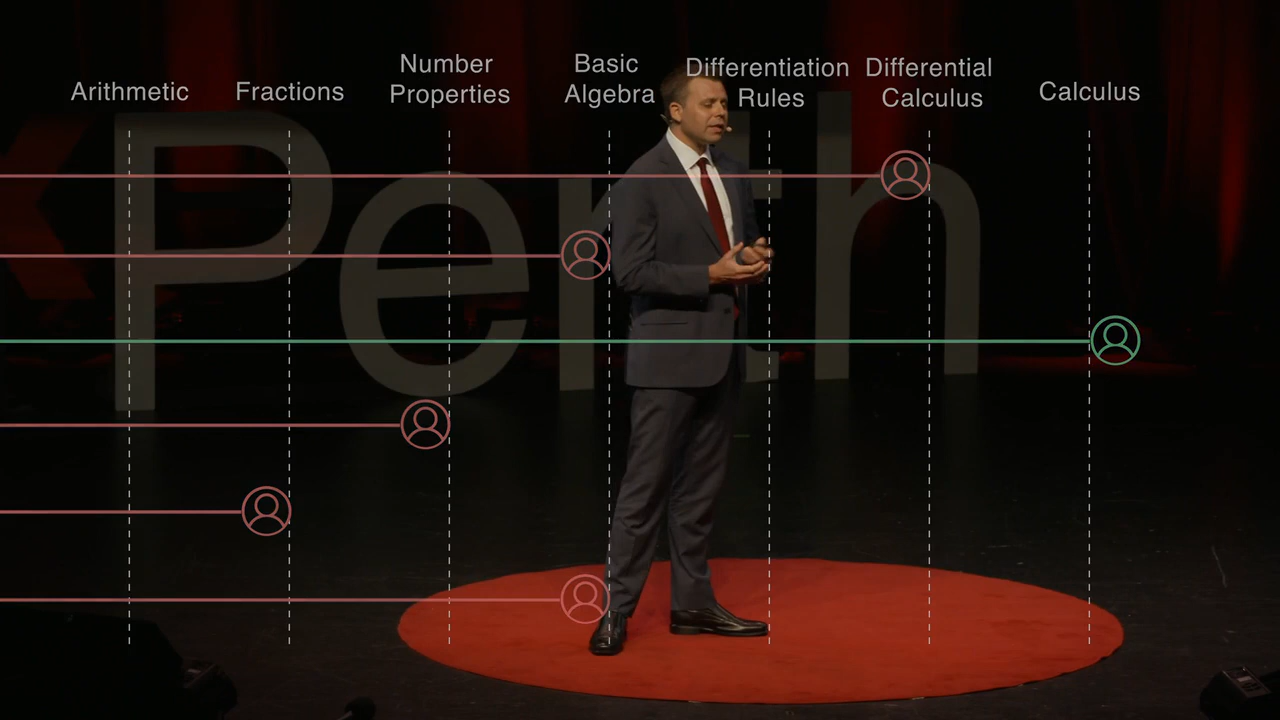 Arithmetic
Fractions
Number
Properties
Basic
Algebra
Differentiation
Rules
Differential
Calculus
Calculus
x Perth